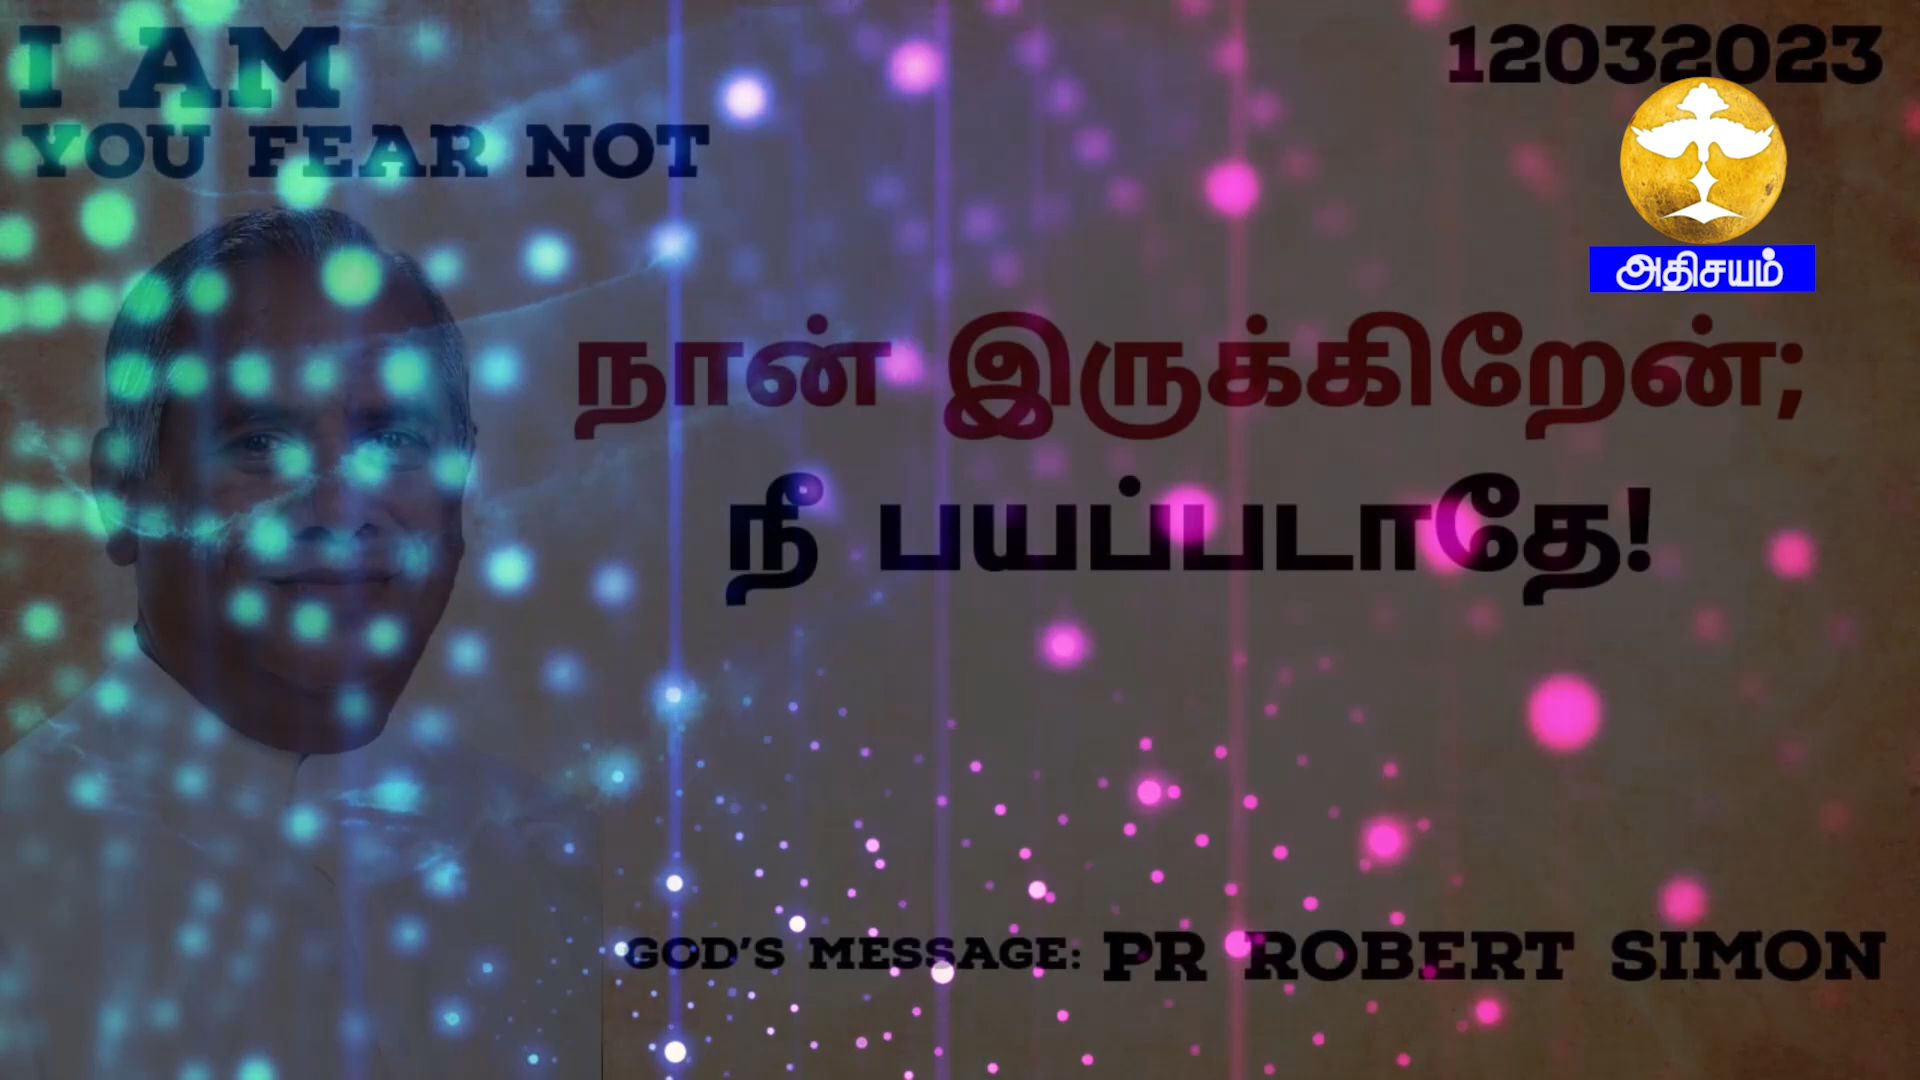 I AM
YOU FEAR NOT
12032023
அதிசயம்
நான் இருக்கிறேன்;
நீ பயப்படாதே!
GOD'S MESSAGE: PR ROBERT SIMON